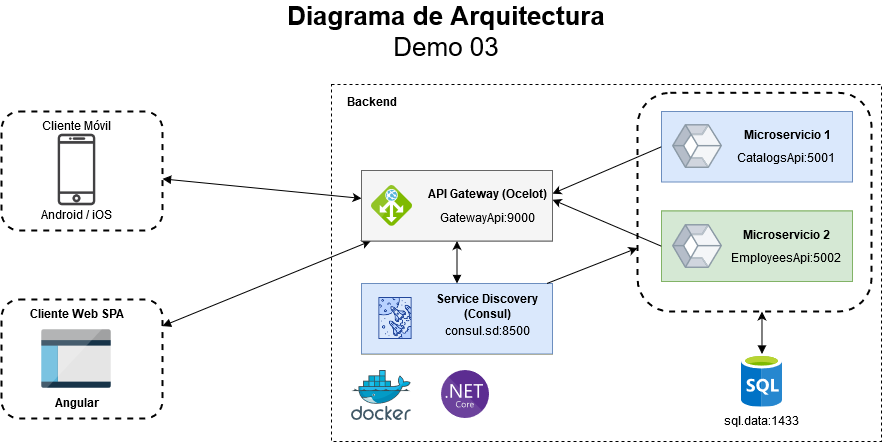 Diagrama de Arquitectura
Demo 03
Backend
Cliente Móvil
Android / iOS
Cliente Web SPA
Angular
API Gateway (Ocelot)
GatewayApi:9000
Service Discovery
(Consul)
consul.sd:8500
docker
.NET
Core
Microservicio 1
CatalogsApi:5001
Microservicio 2
EmployeesApi:5002
SQL
sql.data:1433